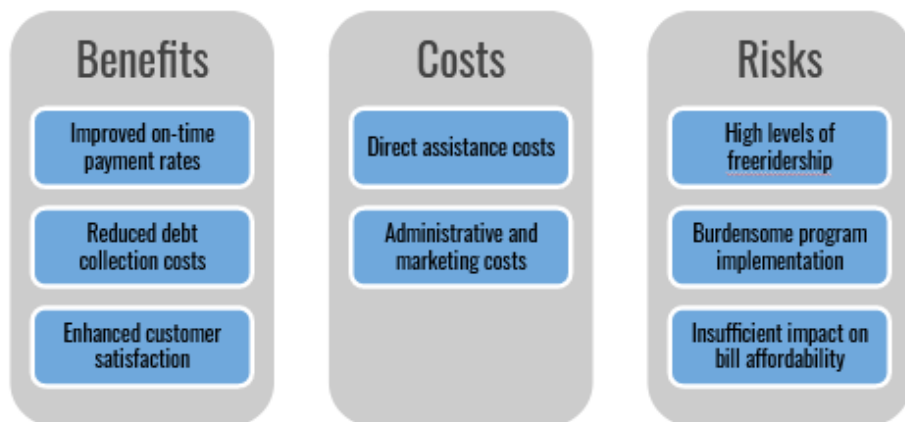 Benefits
Improved on-time
payment rates
Reduced debt
collection costs
Enhanced customer
satisfaction
Costs
Direct assistance costs
Administrative and
marketing costs
Risks
High levels of
freeridership
Burdensome program
implementation
Insufficient impact on
bill affordability